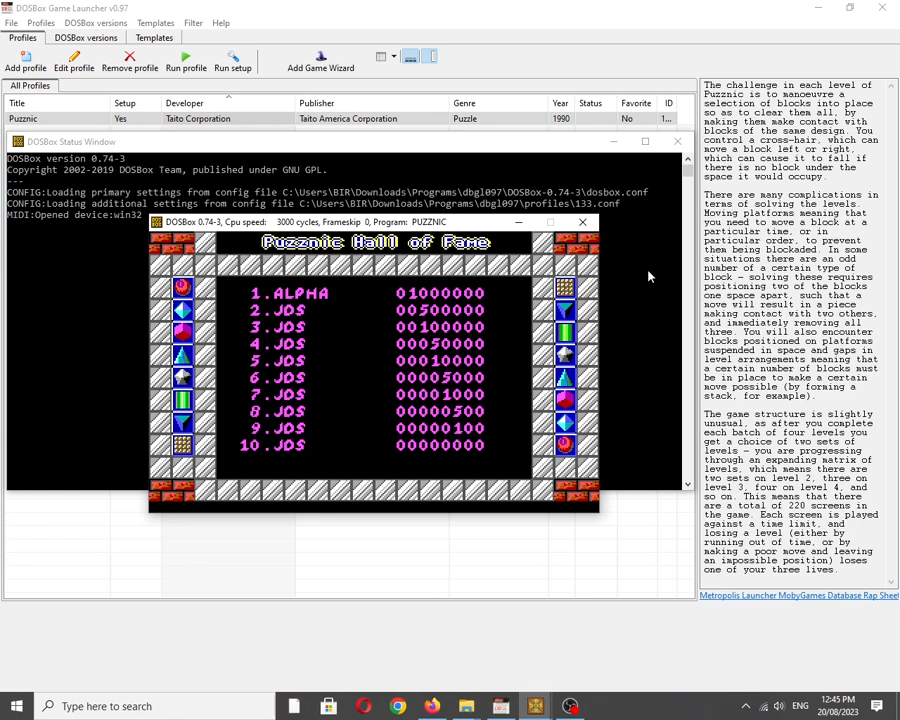 DOSBox Game Launcher v0.97
File Profiles DOSBox versions Templates Filter Help
Profiles DOSBox versions Templates
Add profile Edit profile Remove profile Run profile Run setup Add Game Wizard
All Profiles
Title Setup Developer Publisher Genre Year Status Favorite ID
Puzznic Yes Taito Corporation Taito America Corporation Puzzle 1990 No 1...
DOSBox Status Window
DOSBox version 0.74-3
Copyright 2002-2019 DOSBox Team, published under GNU GPL.
---
CONFIG:Loading primary settings from config file C:\Users\BIR\Downloads\Programs\dbgl097\DOSBox-0.74-3\dosbox.conf
CONFIG:Loading additional settings from config file C:\Users\BIR\Downloads\Programs\dbgl097\profiles\133.conf
MIDI:Opened device:win32
DOSBox 0.74-3, Cpu speed: 3000 cycles, Frameskip 0, Program: PUZZNIC
Puzznic Hall of Fame
1.ALPHA 01000000
2.JDS 00500000
3.JDS 00100000
4.JDS 00050000
5.JDS 00010000
6.JDS 00005000
7.JDS 00001000
8.JDS 00000500
9.JDS 00000100
10.JDS 00000000
The challenge in each level of
Puzznic is to manoeuvre a
selection of blocks into place
so as to clear them all, by
making them make contact with
blocks of the same design. You
control a cross-hair, which can
move a block left or right,
which can cause it to fall if
there is no block under the
space it would occupy.
There are many complications in
terms of solving the levels.
Moving platforms meaning that
you need to move a block at a
particular time, or in
particular order, to prevent
them being blockaded. In some
situations there are an odd
number of a certain type of
block – solving these requires
positioning two of the blocks
one space apart, such that a
move will result in a piece
making contact with two others,
and immediately removing all
three. You will also encounter
blocks positioned on platforms
suspended in space and gaps in
level arrangements meaning that
a certain number of blocks must
be in place to make a certain
move possible (by forming a
stack, for example).
The game structure is slightly
unusual, as after you complete
each batch of four levels you
get a choice of two sets of
levels – you are progressing
through an expanding matrix of
levels, which means there are
two sets on level 2, three on
level 3, four on level 4, and
so on. This means that there
are a total of 220 screens in
the game. Each screen is played
against a time limit, and
losing a level (either by
running out of time, or by
making a poor move and leaving
an impossible position) loses
one of your three lives.
Metropolis Launcher MobyGames Database Rap Sheet
Type here to search
12:45 PM
20/08/2023